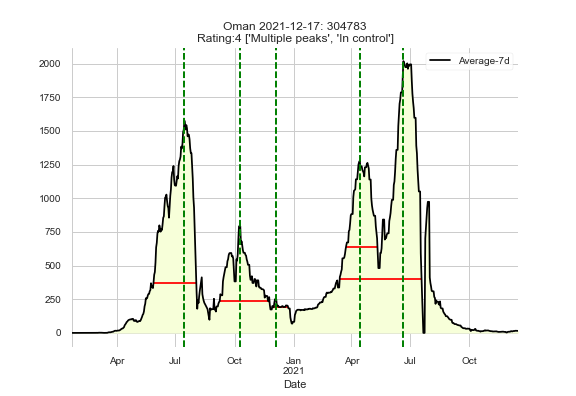 Oman 2021-12-17: 304783
Rating:4 ['Multiple peaks', 'In control']
Average-7d
2000
1750
1500
1250
1000
750
500
250
0
Apr
Jul
Oct
Jan
2021
Apr
Jul
Oct
Date